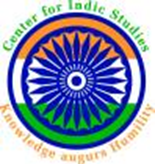 Center for Indic Studies
Knowledge augurs Humility